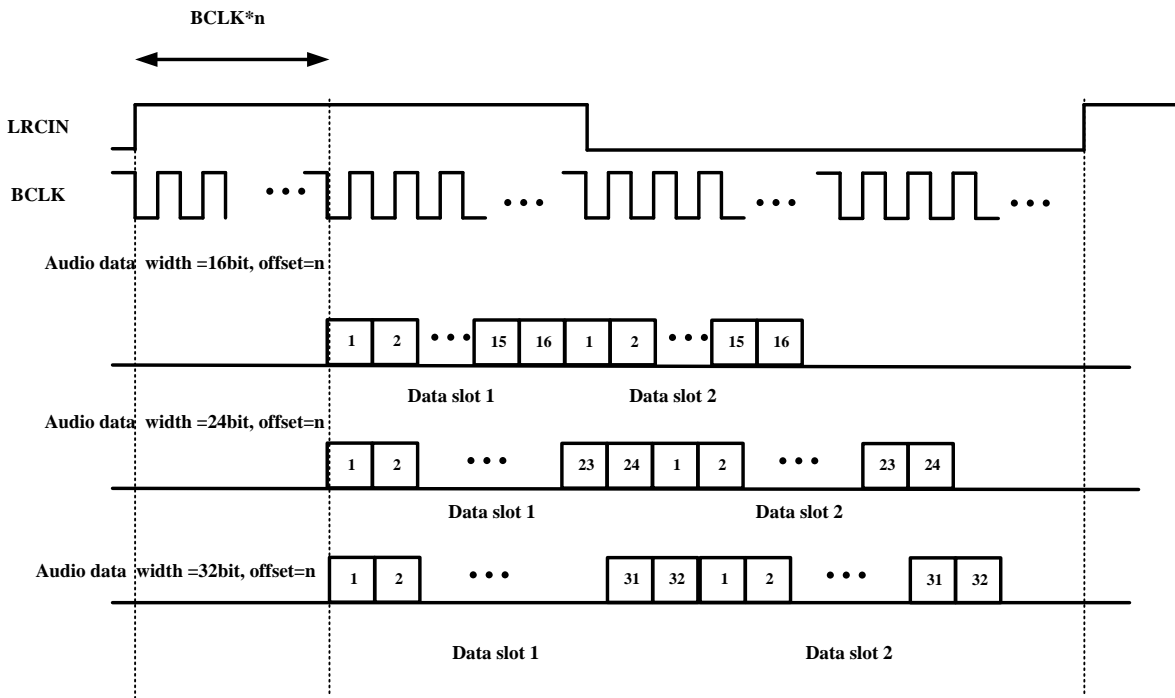 BCLK*n
LRCIN
BCLK
Audio data width =16bit, offset=n
1 2 ••• 15 16 1 2 ••• 15 16
Data slot 1 Data slot 2
Audio data width =24bit, offset=n
1 2 ••• 23 24 1 2 ••• 23 24
Data slot 1 Data slot 2
Audio data width =32bit, offset=n
1 2 ••• 31 32 1 2 ••• 31 32
Data slot 1 Data slot 2